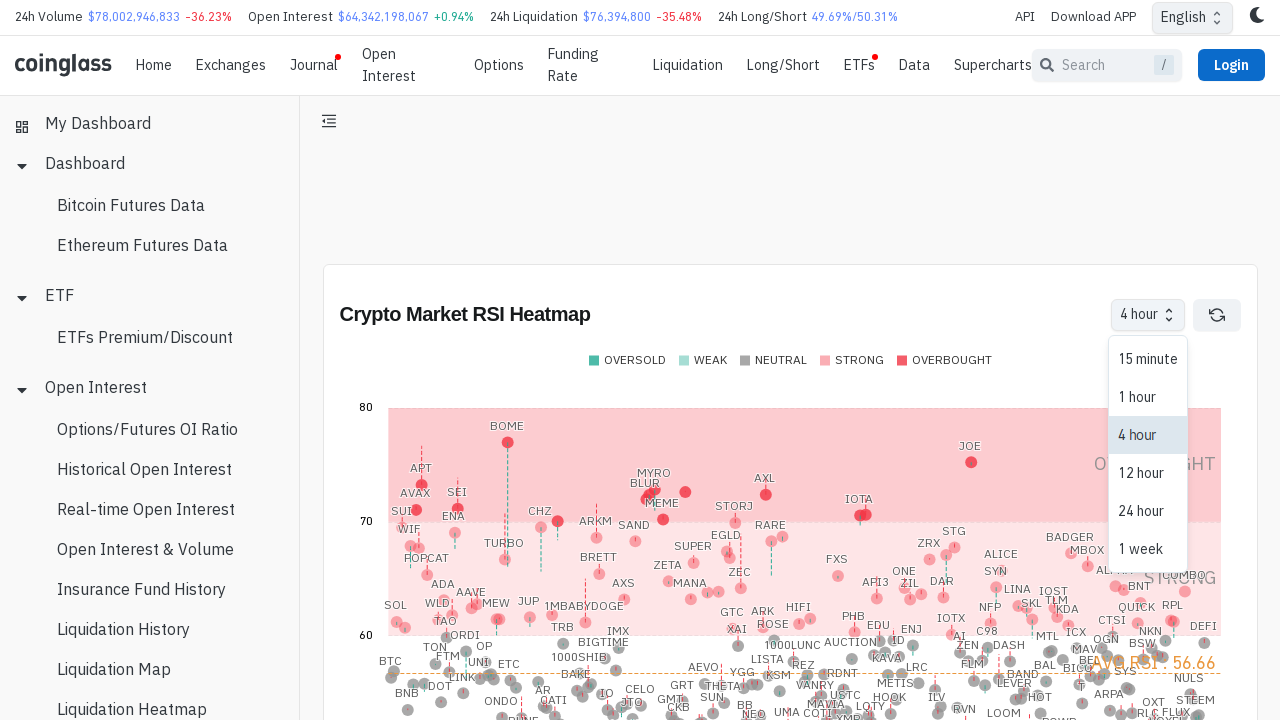 24h Volume $78,002,946,833 -36.23% Open Interest $64,342,198,067 +0.94% 24h Liquidation $76,394,800 -35.48% 24h Long/Short 49.69%/50.31% API Download APP English
coinglass Home Exchanges Journal Open Interest Options Funding Rate Liquidation Long/Short ETFs Data Supercharts Search / Login
My Dashboard
Dashboard
Bitcoin Futures Data
Ethereum Futures Data
ETF
ETFs Premium/Discount
Open Interest
Options/Futures OI Ratio
Historical Open Interest
Real-time Open Interest
Open Interest & Volume
Insurance Fund History
Liquidation History
Liquidation Map
Liquidation Heatmap
Crypto Market RSI Heatmap
4 hour
15 minute
1 hour
4 hour
12 hour
24 hour
1 week
OVERSOLD WEAK NEUTRAL STRONG OVERBOUGHT
80
BOME
JOE
APT MYRO AXL
AVAX SEI BLUR
MEME STORJ IOTA
70
SUI ENA CHZ ARKM SAND RARE
WIF TURBO EGLD STG BADGER
POPCAT BRETT SUPER ZEC FXS ZRX ALICE MBOX
ZETA ONE SYN
ADA AAVE AXS MANA API3 ZIL DAR LINA IOST BNT COMBO
STRONG
SOL WLD MEW JUP 1MBABYDOGE GTC ARK HIFI PHB IOTX NFP SKL TLM KDA QUICK RPL
TAO TRB IMX XAI ROSE EDU ENJ AI C98 MTL ICX CTSI NKN DEFI
60
TON ORDI OP BIGTIME 1000LUNC AUCTION ID ZEN DASH MAV OGN BSW
BTC FTM UNI ETC 1000SHIB AEVO LISTA REZ KAVA LRC FLM BAL BICO SYS
AVG RSI : 56.66
BNB DOT LINK BAKE YGG KSM RDNT BAND NULS
ONDO AR IO CELO GRT THETA VANRY METIS LEVER
QATI JTO GMT SUN USTC HOOK ILV HOT ARPA STEEM
CKB BB MAVIA LOTY RVN OXT
NEO UMA COTI LOOM RLC FLUX